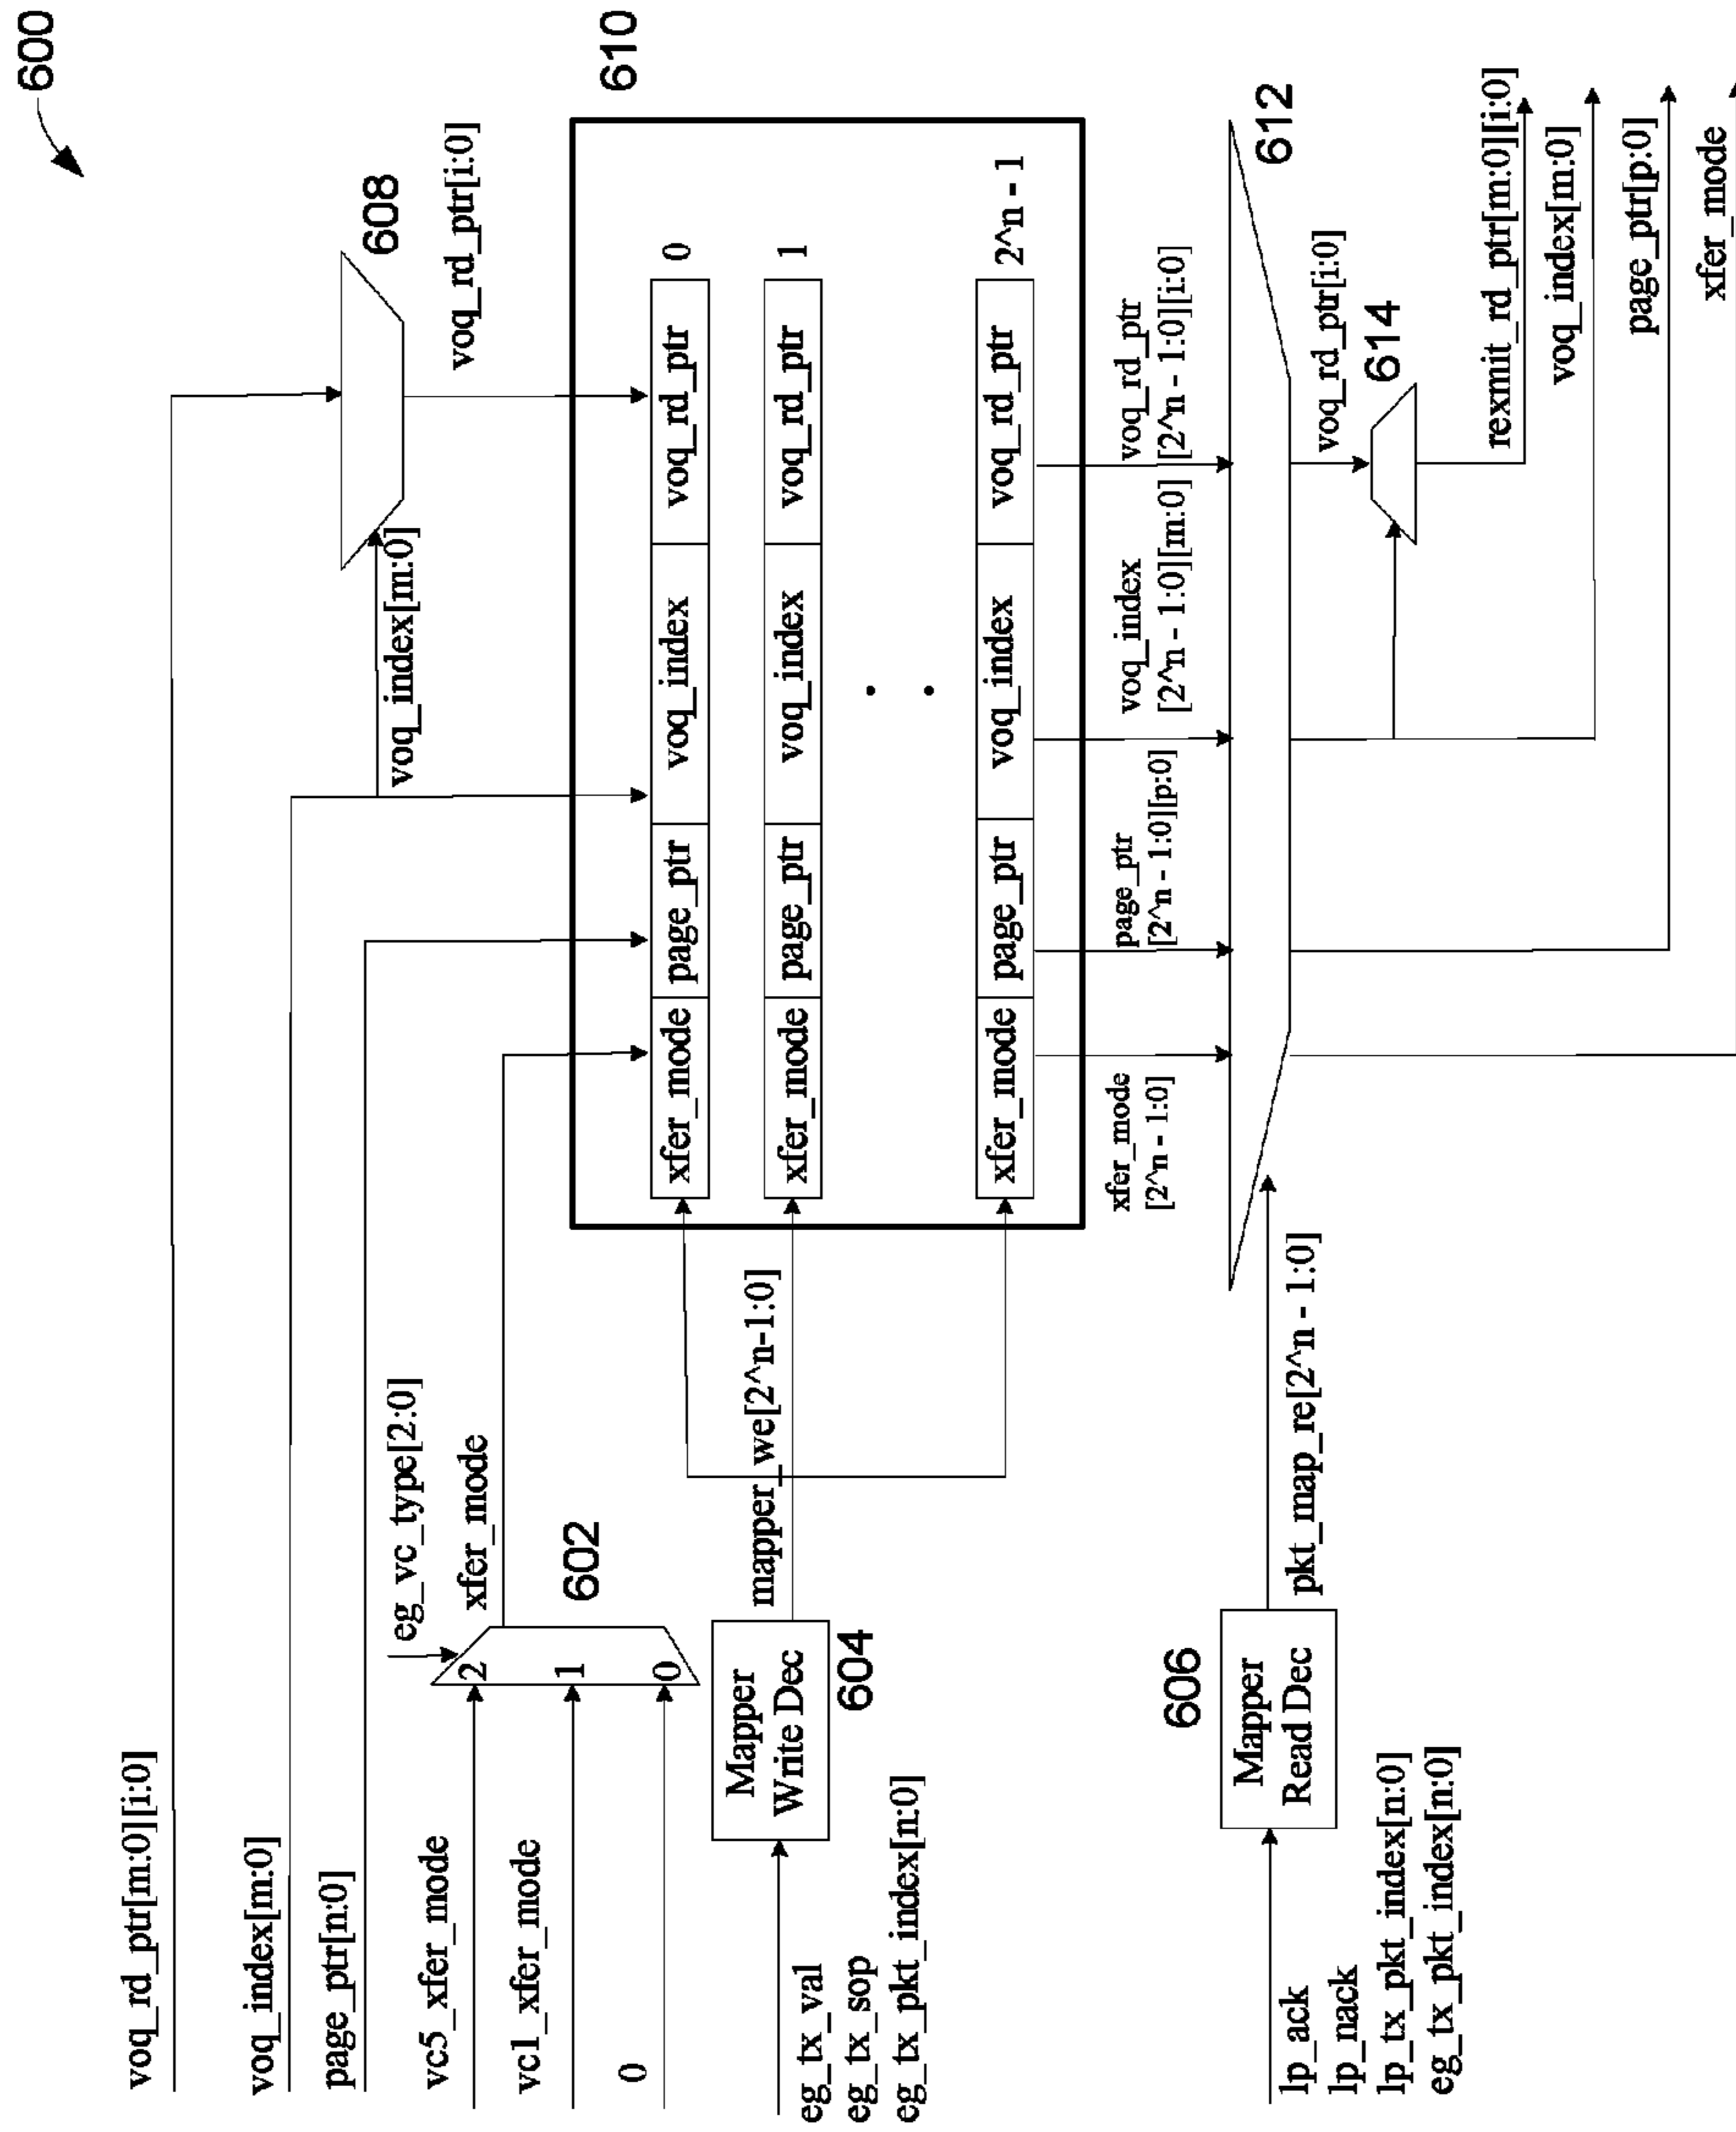 600
voq_rd_ptr[m:0][i:0]
608
voq_rd_ptr[i:0]
voq_index[m:0]
voq_index[m:0]
page_ptr[n:0]
eg_vc_type[2:0]
xfer_mode
vc5_xfer_mode
vc1_xfer_mode
0
2
1
0
602
610
xfer_mode page_ptr voq_index voq_rd_ptr 0
xfer_mode page_ptr voq_index voq_rd_ptr 1
xfer_mode page_ptr voq_index voq_rd_ptr 2^n - 1
Mapper
Write Dec
604
mapper_we[2^n-1:0]
eg_tx_val
eg_tx_sop
eg_tx_pkt_index[n:0]
xfer_mode
[2^n - 1:0]
page_ptr
[2^n - 1:0][p:0]
voq_index
[2^n - 1:0][m:0]
voq_rd_ptr
[2^n - 1:0][i:0]
606
Mapper
Read Dec
pkt_map_re[2^n - 1:0]
612
lp_ack
lp_nack
lp_tx_pkt_index[n:0]
eg_tx_pkt_index[n:0]
voq_rd_ptr[i:0]
614
rexmit_rd_ptr[m:0][i:0]
voq_index[m:0]
page_ptr[p:0]
xfer_mode